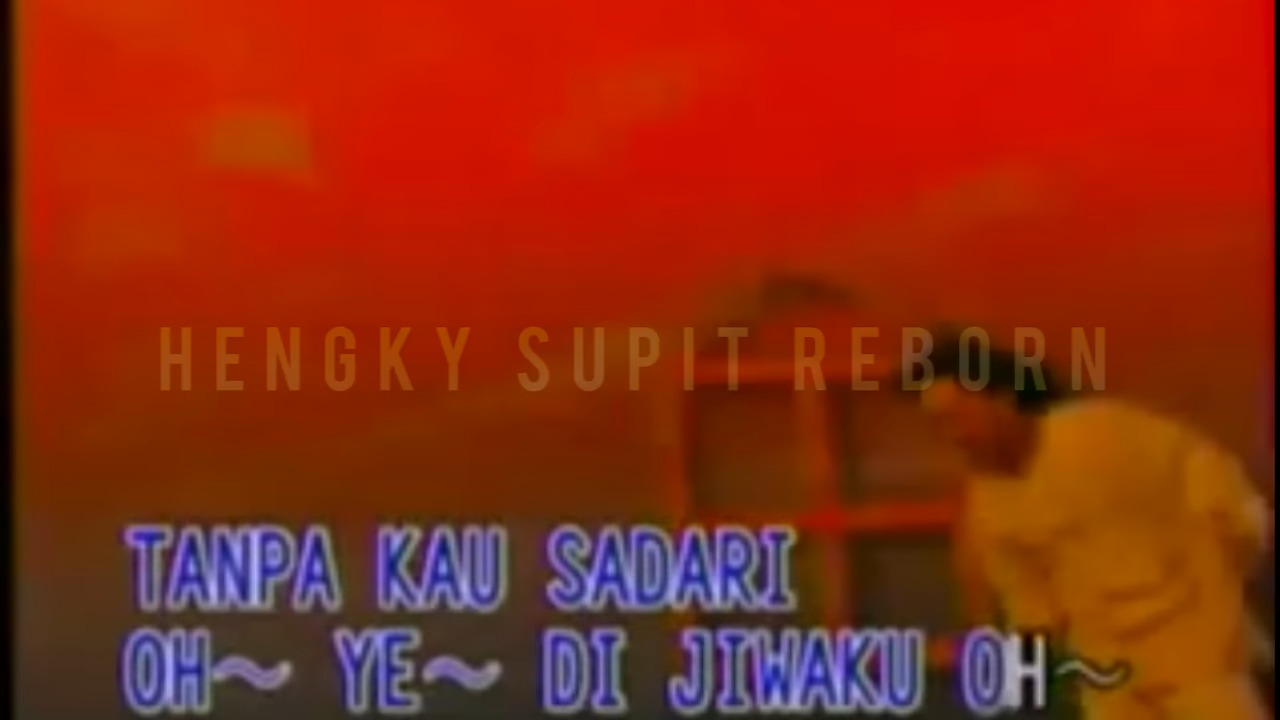 HENGKY SUPIT REBORN
TANPA KAU SADARI
OH~ YE~ DI JIWAKU OH~